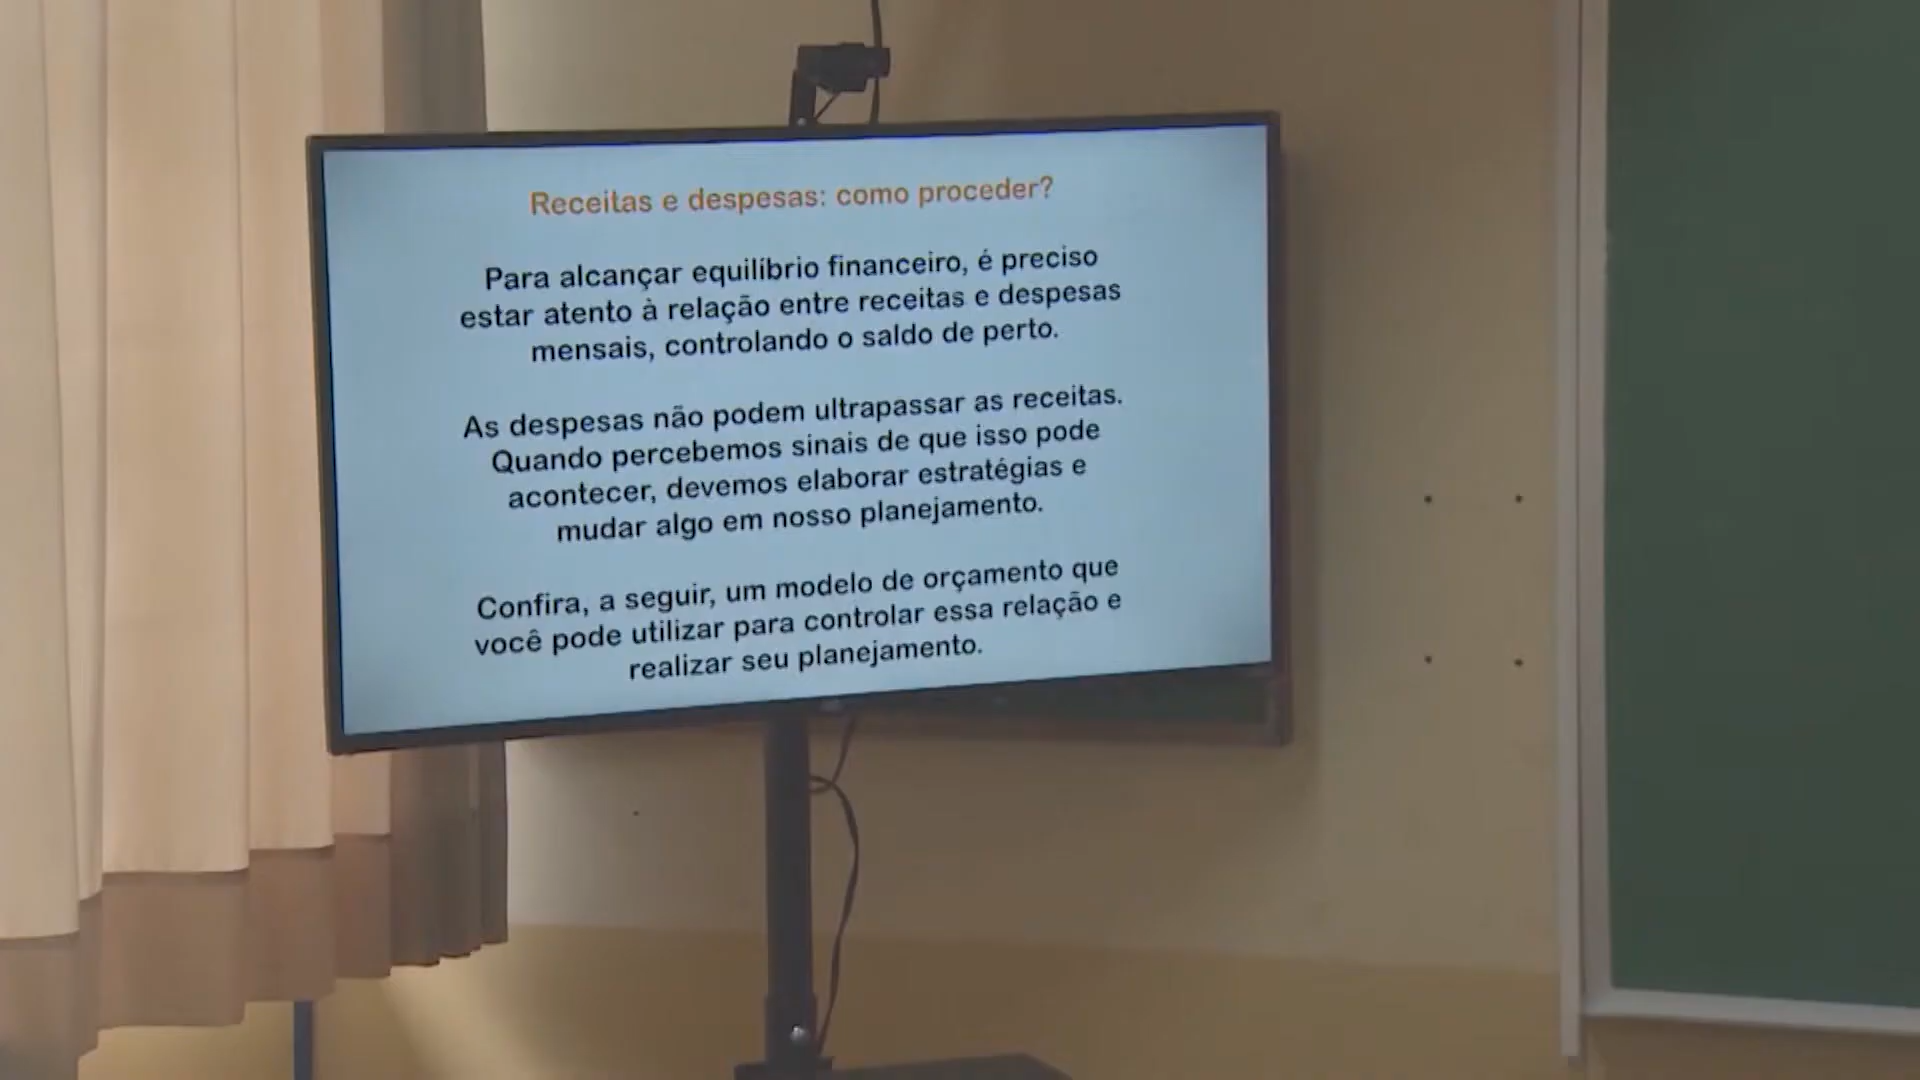 Receitas e despesas: como proceder?
Para alcançar equilíbrio financeiro, é preciso
estar atento à relação entre receitas e despesas
mensais, controlando o saldo de perto.
As despesas não podem ultrapassar as receitas.
Quando percebemos sinais de que isso pode
acontecer, devemos elaborar estratégias e
mudar algo em nosso planejamento.
Confira, a seguir, um modelo de orçamento que
você pode utilizar para controlar essa relação e
realizar seu planejamento.